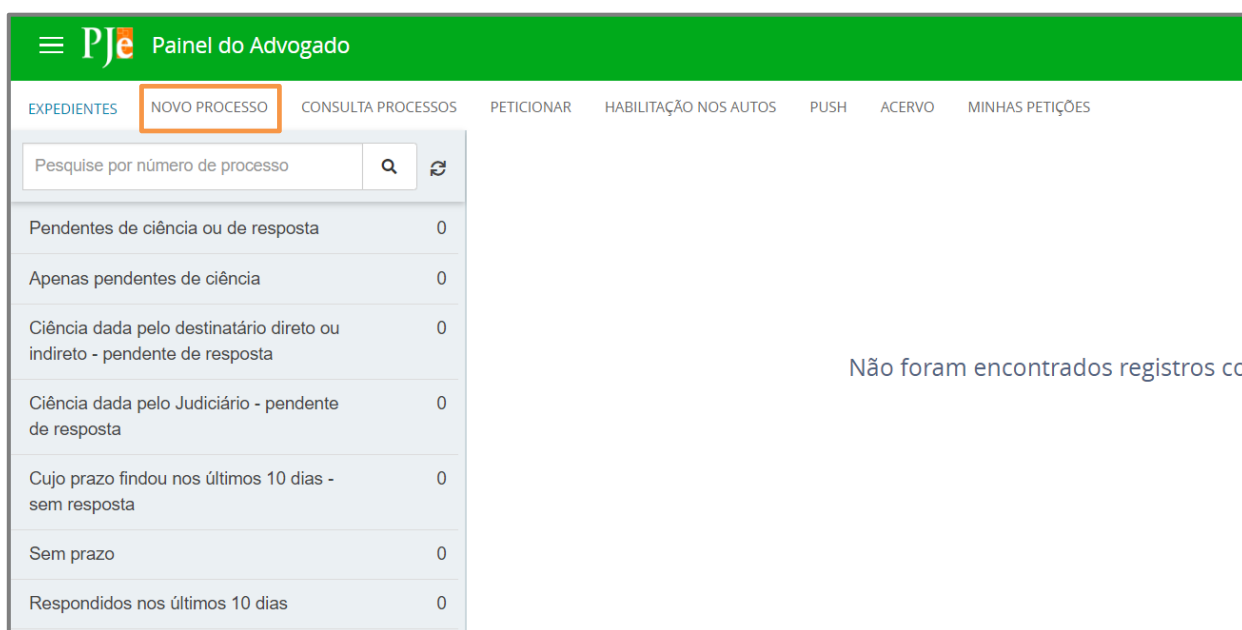 PJe Painel do Advogado
EXPEDIENTES NOVO PROCESSO CONSULTA PROCESSOS PETICIONAR HABILITAÇÃO NOS AUTOS PUSH ACERVO MINHAS PETIÇÕES
Pesquise por número de processo
Pendentes de ciência ou de resposta 0
Apenas pendentes de ciência 0
Ciência dada pelo destinatário direto ou 0
indireto - pendente de resposta
Não foram encontrados registros co
Ciência dada pelo Judiciário - pendente 0
de resposta
Cujo prazo findou nos últimos 10 dias - 0
sem resposta
Sem prazo 0
Respondidos nos últimos 10 dias 0